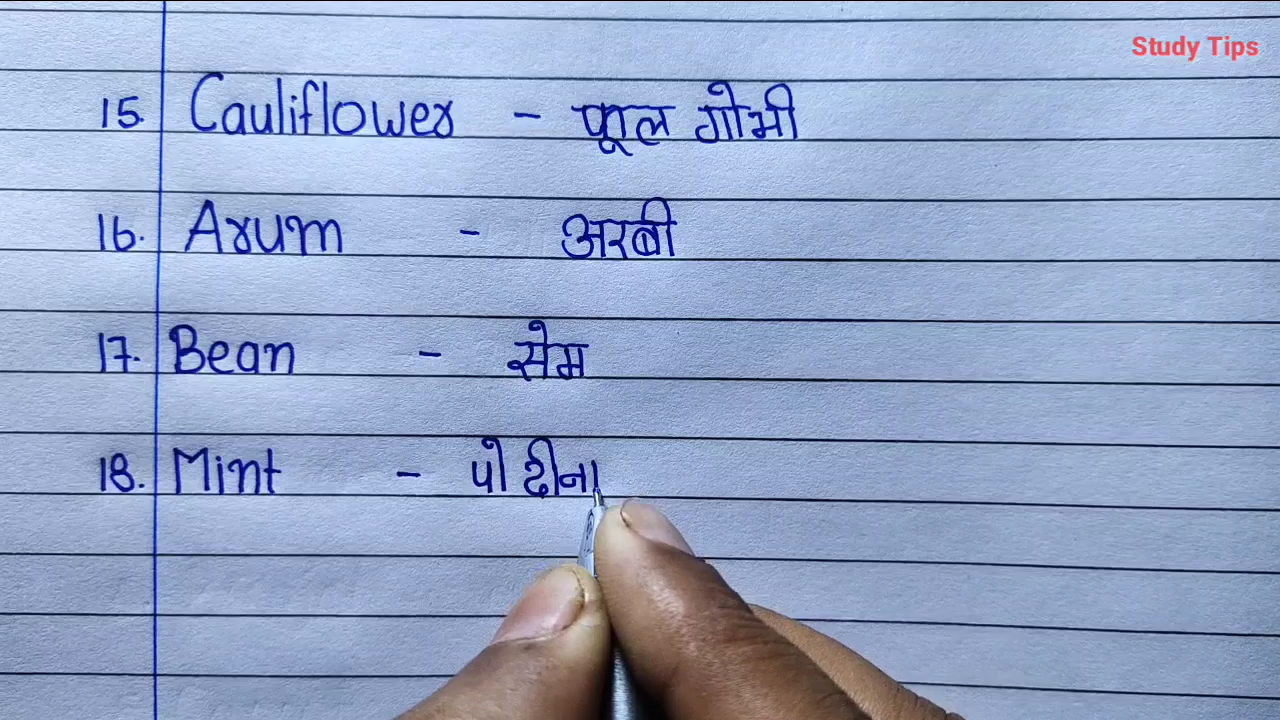 Study Tips
15. Cauliflower - फूल गोभी
16. Arum - अरबी
17. Bean - सेम
18. Mint - पोदीना